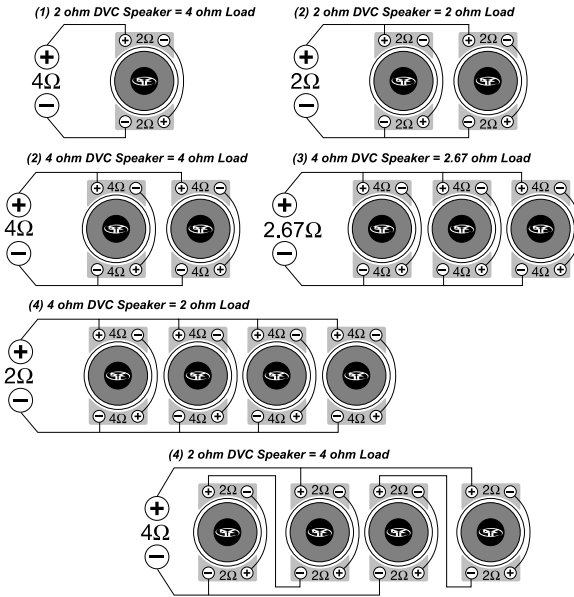 (1) 2 ohm DVC Speaker = 4 ohm Load
+ 2Ω −
+
4Ω
−
− 2Ω +
(2) 2 ohm DVC Speaker = 2 ohm Load
+ 2Ω − + 2Ω −
+
2Ω
−
− 2Ω + − 2Ω +
(2) 4 ohm DVC Speaker = 4 ohm Load
+ 4Ω − + 4Ω −
+
4Ω
−
− 4Ω + − 4Ω +
(3) 4 ohm DVC Speaker = 2.67 ohm Load
+ 4Ω − + 4Ω − + 4Ω −
+
2.67Ω
−
− 4Ω + − 4Ω + − 4Ω +
(4) 4 ohm DVC Speaker = 2 ohm Load
+ 4Ω − + 4Ω − + 4Ω − + 4Ω −
+
2Ω
−
− 4Ω + − 4Ω + − 4Ω + − 4Ω +
(4) 2 ohm DVC Speaker = 4 ohm Load
+ 2Ω − + 2Ω − + 2Ω − + 2Ω −
+
4Ω
−
− 2Ω + − 2Ω + − 2Ω + − 2Ω +